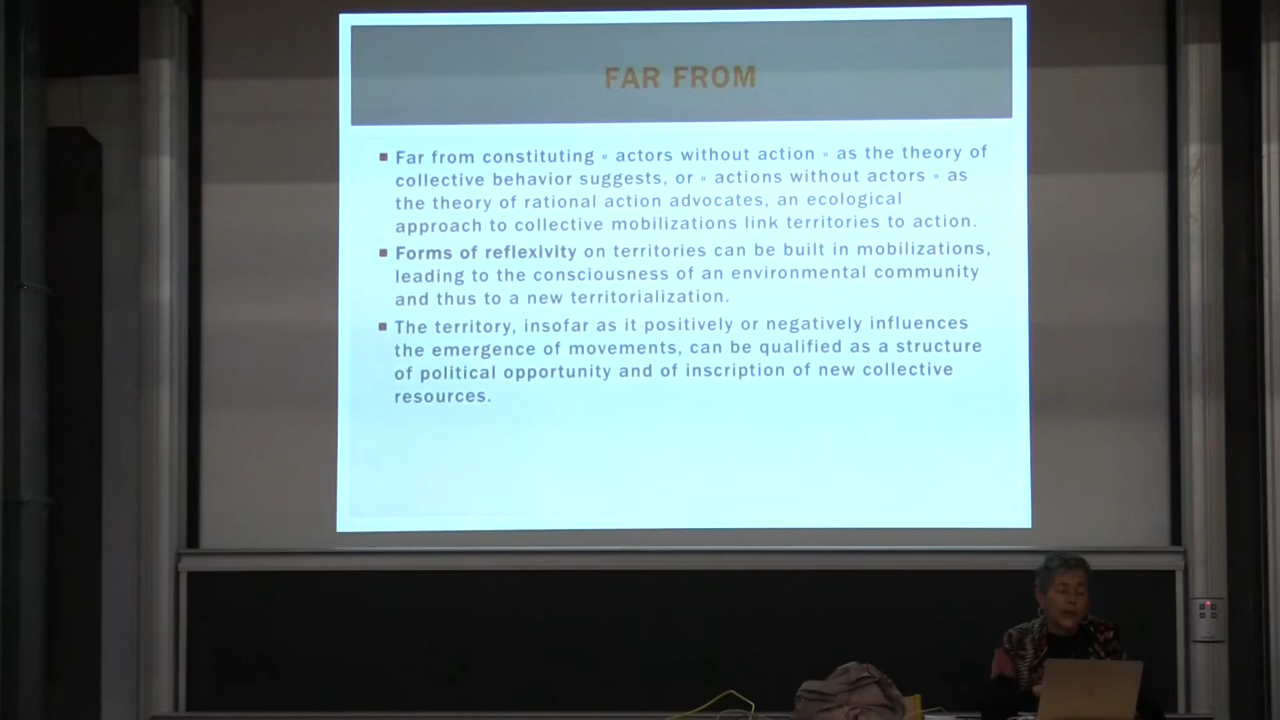 FAR FROM
Far from constituting « actors without action » as the theory of
collective behavior suggests, or « actions without actors » as
the theory of rational action advocates, an ecological
approach to collective mobilizations link territories to action.
Forms of reflexivity on territories can be built in mobilizations,
leading to the consciousness of an environmental community
and thus to a new territorialization.
The territory, insofar as it positively or negatively influences
the emergence of movements, can be qualified as a structure
of political opportunity and of inscription of new collective
resources.